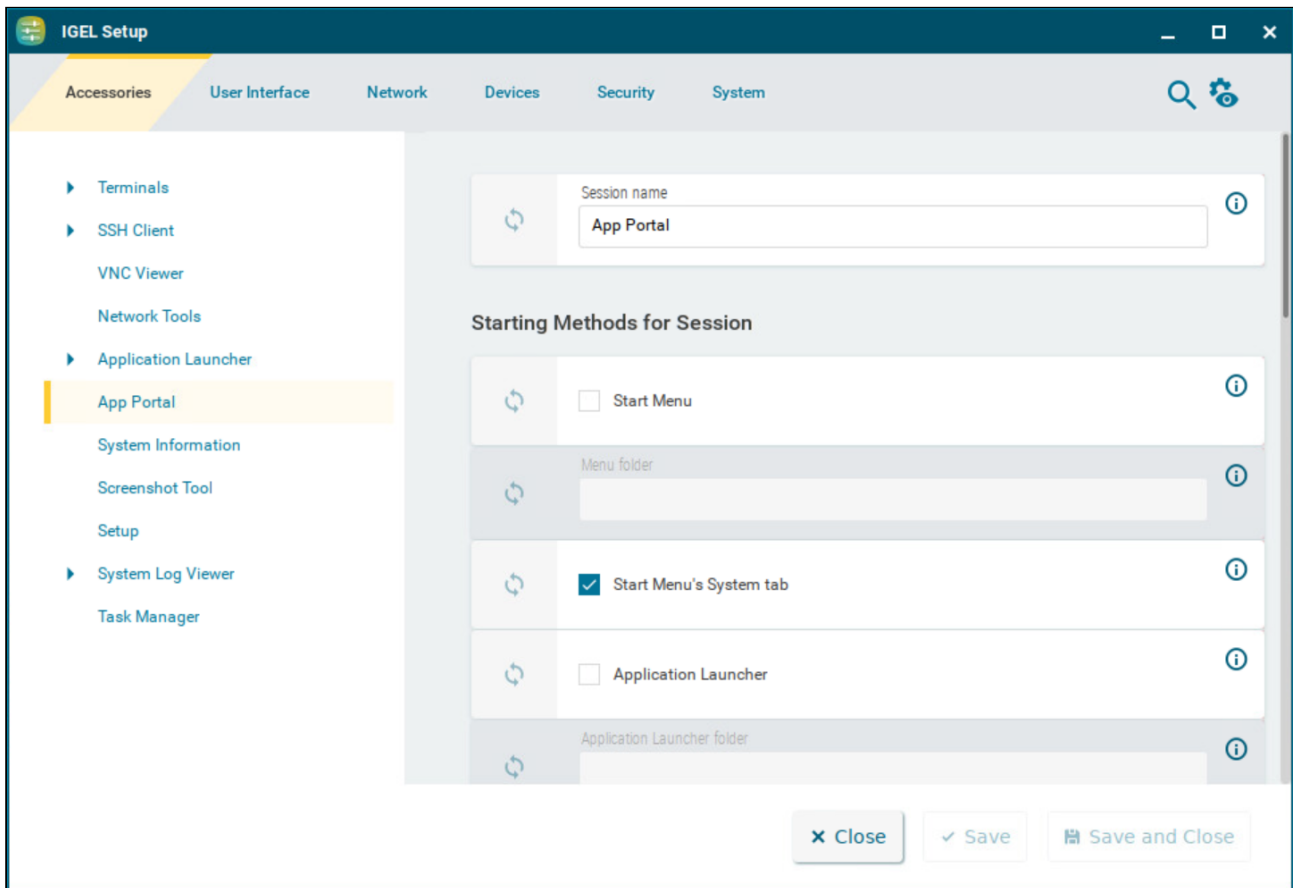 IGEL Setup
Accessories User Interface Network Devices Security System
Terminals
SSH Client
VNC Viewer
Network Tools
Application Launcher
App Portal
System Information
Screenshot Tool
Setup
System Log Viewer
Task Manager
Session name
App Portal
Starting Methods for Session
Start Menu
Menu folder
Start Menu's System tab
Application Launcher
Application Launcher folder
Close Save Save and Close